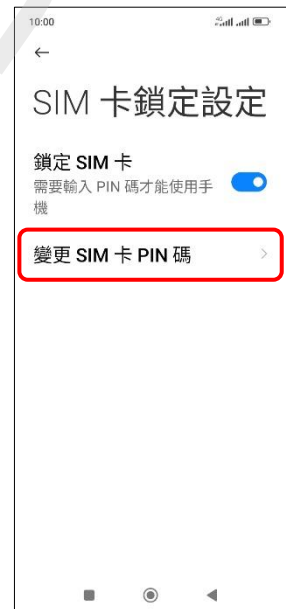 10:00
4G
SIM 卡鎖定設定
鎖定 SIM 卡
需要輸入 PIN 碼才能使用手
機
變更 SIM 卡 PIN 碼